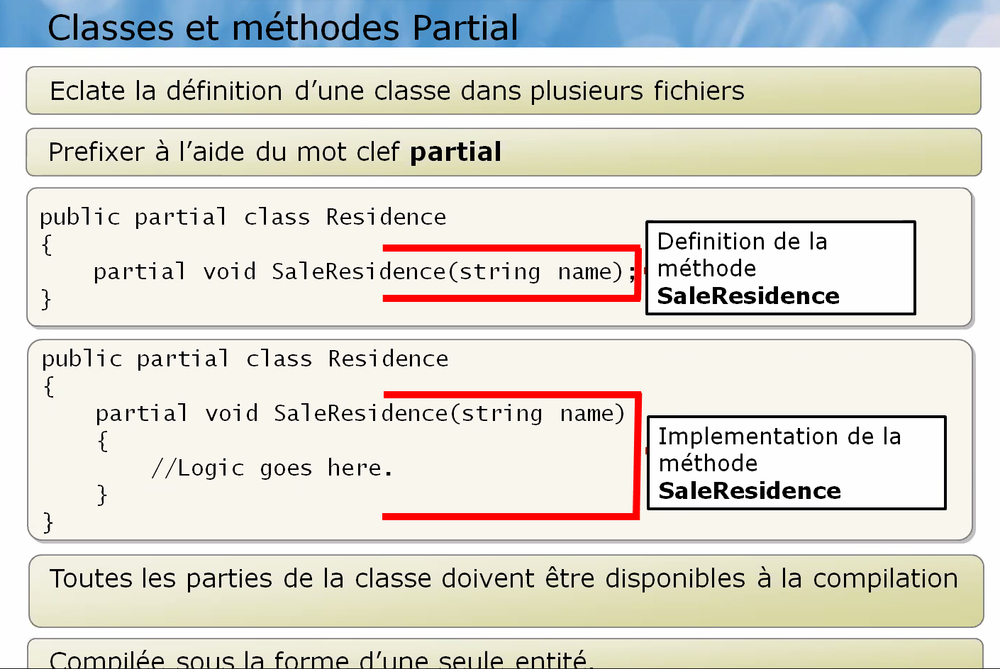 Classes et méthodes Partial
Eclate la définition d’une classe dans plusieurs fichiers
Prefixer à l’aide du mot clef partial
public partial class Residence
{
partial void SaleResidence(string name);
}
Definition de la
méthode
SaleResidence
public partial class Residence
{
partial void SaleResidence(string name)
{
//Logic goes here.
}
}
Implementation de la
méthode
SaleResidence
Toutes les parties de la classe doivent être disponibles à la compilation
Compilée sous la forme d’une seule entité.